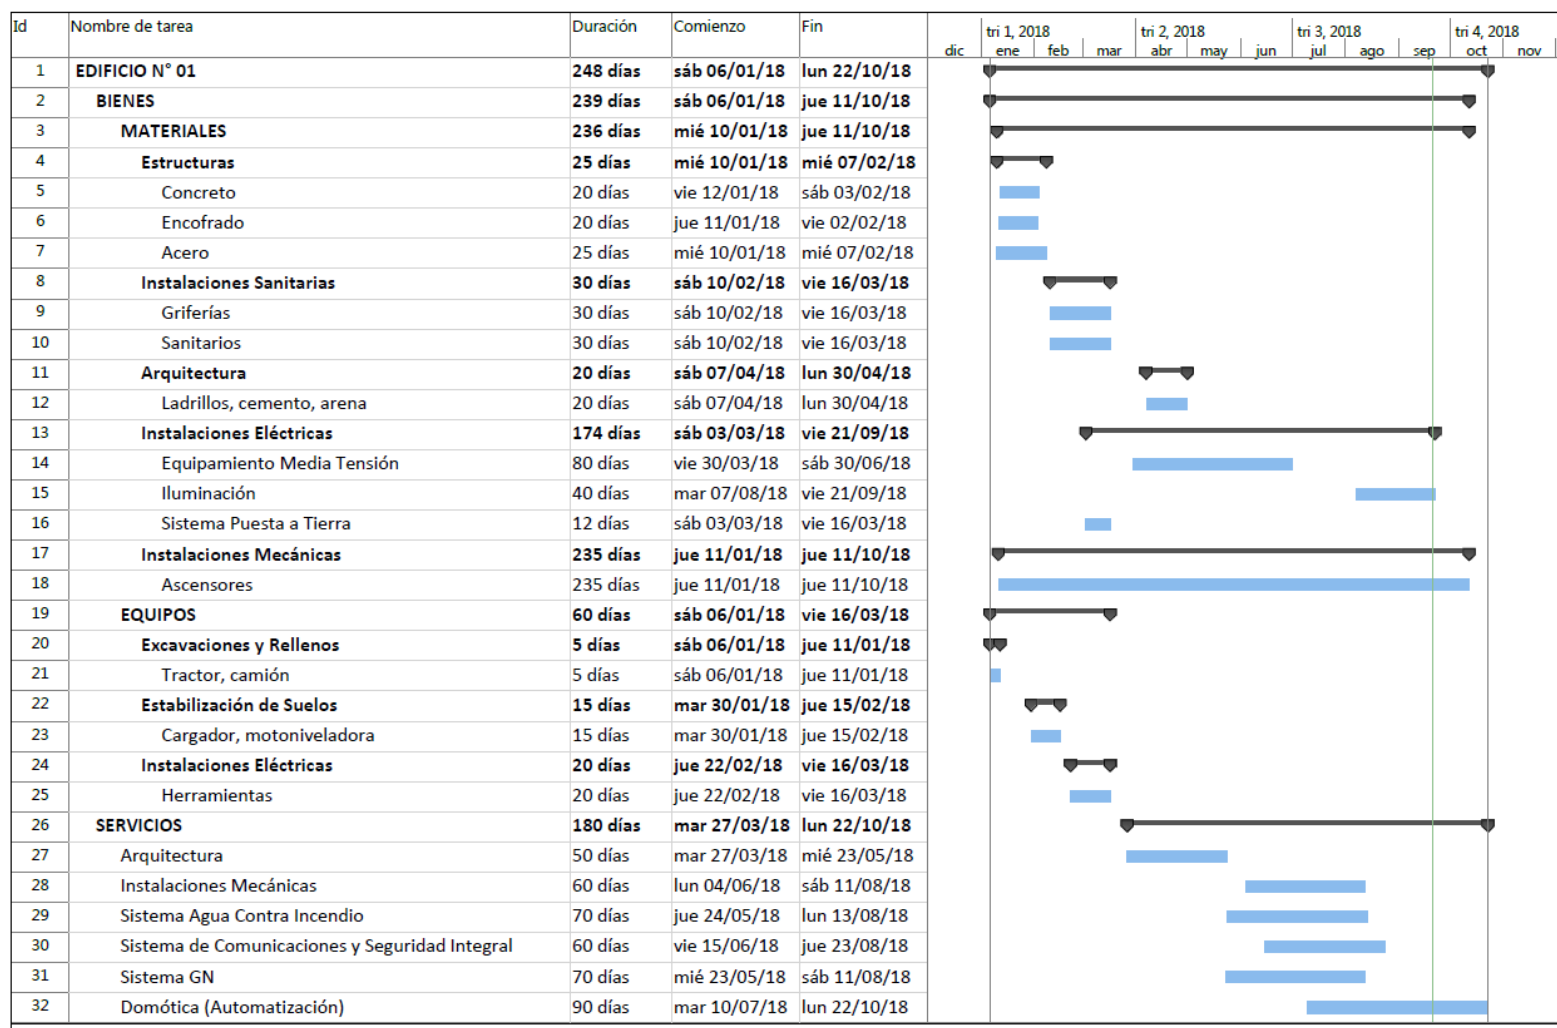 Id Nombre de tarea Duración Comienzo Fin
tri 1, 2018 tri 2, 2018 tri 3, 2018 tri 4, 2018
dic ene feb mar abr may jun jul ago sep oct nov
1 EDIFICIO N° 01 248 días sáb 06/01/18 lun 22/10/18
2 BIENES 239 días sáb 06/01/18 jue 11/10/18
3 MATERIALES 236 días mié 10/01/18 jue 11/10/18
4 Estructuras 25 días mié 10/01/18 mié 07/02/18
5 Concreto 20 días vie 12/01/18 sáb 03/02/18
6 Encofrado 20 días jue 11/01/18 vie 02/02/18
7 Acero 25 días mié 10/01/18 mié 07/02/18
8 Instalaciones Sanitarias 30 días sáb 10/02/18 vie 16/03/18
9 Griferías 30 días sáb 10/02/18 vie 16/03/18
10 Sanitarios 30 días sáb 10/02/18 vie 16/03/18
11 Arquitectura 20 días sáb 07/04/18 lun 30/04/18
12 Ladrillos, cemento, arena 20 días sáb 07/04/18 lun 30/04/18
13 Instalaciones Eléctricas 174 días sáb 03/03/18 vie 21/09/18
14 Equipamiento Media Tensión 80 días vie 30/03/18 sáb 30/06/18
15 Iluminación 40 días mar 07/08/18 vie 21/09/18
16 Sistema Puesta a Tierra 12 días sáb 03/03/18 vie 16/03/18
17 Instalaciones Mecánicas 235 días jue 11/01/18 jue 11/10/18
18 Ascensores 235 días jue 11/01/18 jue 11/10/18
19 EQUIPOS 60 días sáb 06/01/18 vie 16/03/18
20 Excavaciones y Rellenos 5 días sáb 06/01/18 jue 11/01/18
21 Tractor, camión 5 días sáb 06/01/18 jue 11/01/18
22 Estabilización de Suelos 15 días mar 30/01/18 jue 15/02/18
23 Cargador, motoniveladora 15 días mar 30/01/18 jue 15/02/18
24 Instalaciones Eléctricas 20 días jue 22/02/18 vie 16/03/18
25 Herramientas 20 días jue 22/02/18 vie 16/03/18
26 SERVICIOS 180 días mar 27/03/18 lun 22/10/18
27 Arquitectura 50 días mar 27/03/18 mié 23/05/18
28 Instalaciones Mecánicas 60 días lun 04/06/18 sáb 11/08/18
29 Sistema Agua Contra Incendio 70 días jue 24/05/18 lun 13/08/18
30 Sistema de Comunicaciones y Seguridad Integral 60 días vie 15/06/18 jue 23/08/18
31 Sistema GN 70 días mié 23/05/18 sáb 11/08/18
32 Domótica (Automatización) 90 días mar 10/07/18 lun 22/10/18